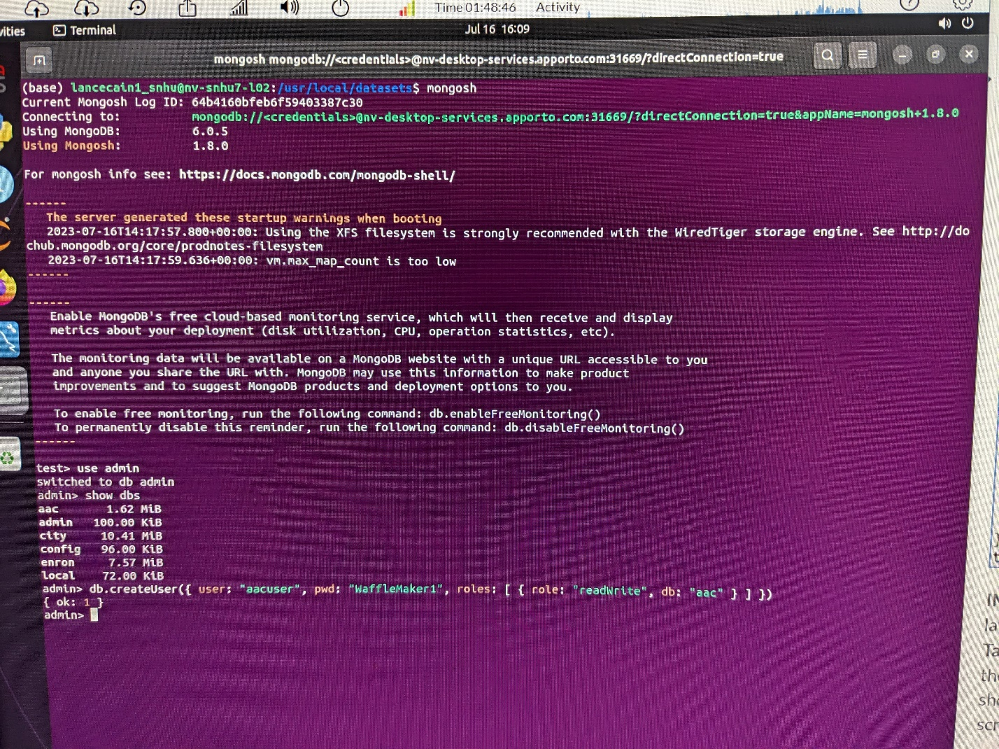 Time 01:48:46 Activity
vities Terminal Jul 16 16:09
mongosh mongodb://<credentials>@nv-desktop-services.apporto.com:31669/?directConnection=true
(base) lancecain1_snhu@nv-snhu7-l02:/usr/local/datasets$ mongosh
Current Mongosh Log ID: 64b4160bfeb6f59403387c30
Connecting to: mongodb://<credentials>@nv-desktop-services.apporto.com:31669/?directConnection=true&appName=mongosh+1.8.0
Using MongoDB: 6.0.5
Using Mongosh: 1.8.0
For mongosh info see: https://docs.mongodb.com/mongodb-shell/
------
The server generated these startup warnings when booting
2023-07-16T14:17:57.800+00:00: Using the XFS filesystem is strongly recommended with the WiredTiger storage engine. See http://do
chub.mongodb.org/core/prodnotes-filesystem
2023-07-16T14:17:59.636+00:00: vm.max_map_count is too low
------
------
Enable MongoDB's free cloud-based monitoring service, which will then receive and display
metrics about your deployment (disk utilization, CPU, operation statistics, etc).
The monitoring data will be available on a MongoDB website with a unique URL accessible to you
and anyone you share the URL with. MongoDB may use this information to make product
improvements and to suggest MongoDB products and deployment options to you.
To enable free monitoring, run the following command: db.enableFreeMonitoring()
To permanently disable this reminder, run the following command: db.disableFreeMonitoring()
------
test> use admin
switched to db admin
admin> show dbs
aac 1.62 MiB
admin 100.00 KiB
city 10.41 MiB
config 96.00 KiB
enron 7.57 MiB
local 72.00 KiB
admin> db.createUser({ user: "aacuser", pwd: "WaffleMaker1", roles: [ { role: "readWrite", db: "aac" } ] })
{ ok: 1 }
admin>